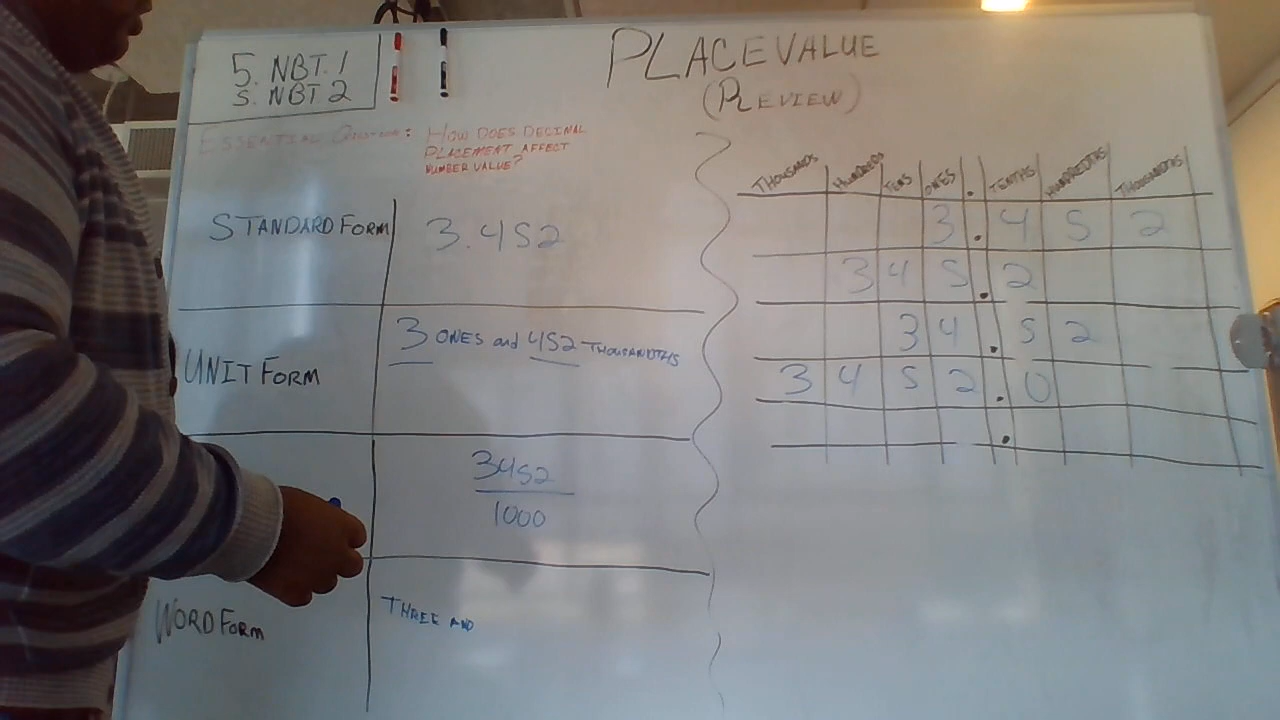 5. NBT. 1
5. NBT 2
PLACE VALUE
(PREVIEW)
ESSENTIAL QUESTION: HOW DOES DECIMAL
PLACEMENT AFFECT
NUMBER VALUE?
STANDARD FORM 3.452
UNIT FORM 3 ONES and 452 THOUSANDTHS
3452
1000
WORD FORM THREE AND
THOUSANDS HUNDREDS TENS ONES . TENTHS HUNDREDTHS THOUSANDTHS
3 . 4 5 2
3 4 5 . 2
3 4 . 5 2
3 4 5 2 . 0
.